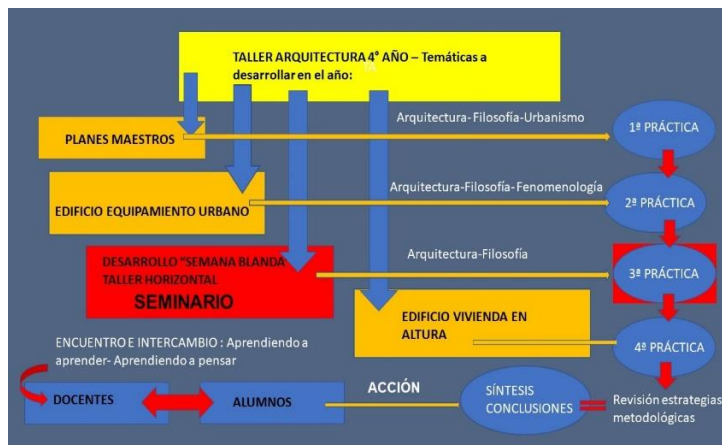 TALLER ARQUITECTURA 4° AÑO – Temáticas a
desarrollar en el año:
Arquitectura- Filosofía-Urbanismo
1ª PRÁCTICA
PLANES MAESTROS
Arquitectura-Filosofía-Fenomenología
2ª PRÁCTICA
EDIFICIO EQUIPAMIENTO URBANO
DESARROLLO "SEMANA BLANDA
TALLER HORIZONTAL
SEMINARIO
Arquitectura-Filosofía
3ª PRÁCTICA
EDIFICIO VIVIENDA EN
ALTURA
4ª PRÁCTICA
ENCUENTRO E INTERCAMBIO : Aprendiendo a
aprender- Aprendiendo a pensar
DOCENTES
ALUMNOS
ACCIÓN
SÍNTESIS
CONCLUSIONES
Revisión estrategias
metodológicas